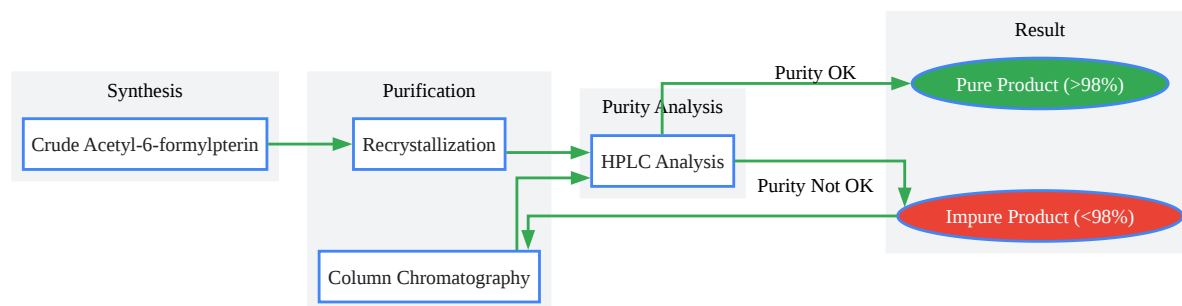 Synthesis
Crude Acetyl-6-formylpterin
Purification
Recrystallization
Column Chromatography
Purity Analysis
HPLC Analysis
Purity OK
Purity Not OK
Result
Pure Product (>98%)
Impure Product (<98%)